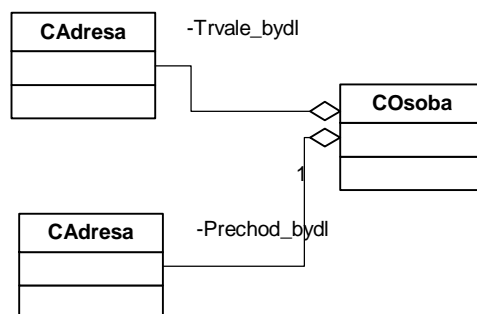 CAdresa
-Trvale_bydl
COsoba
1
CAdresa
-Prechod_bydl